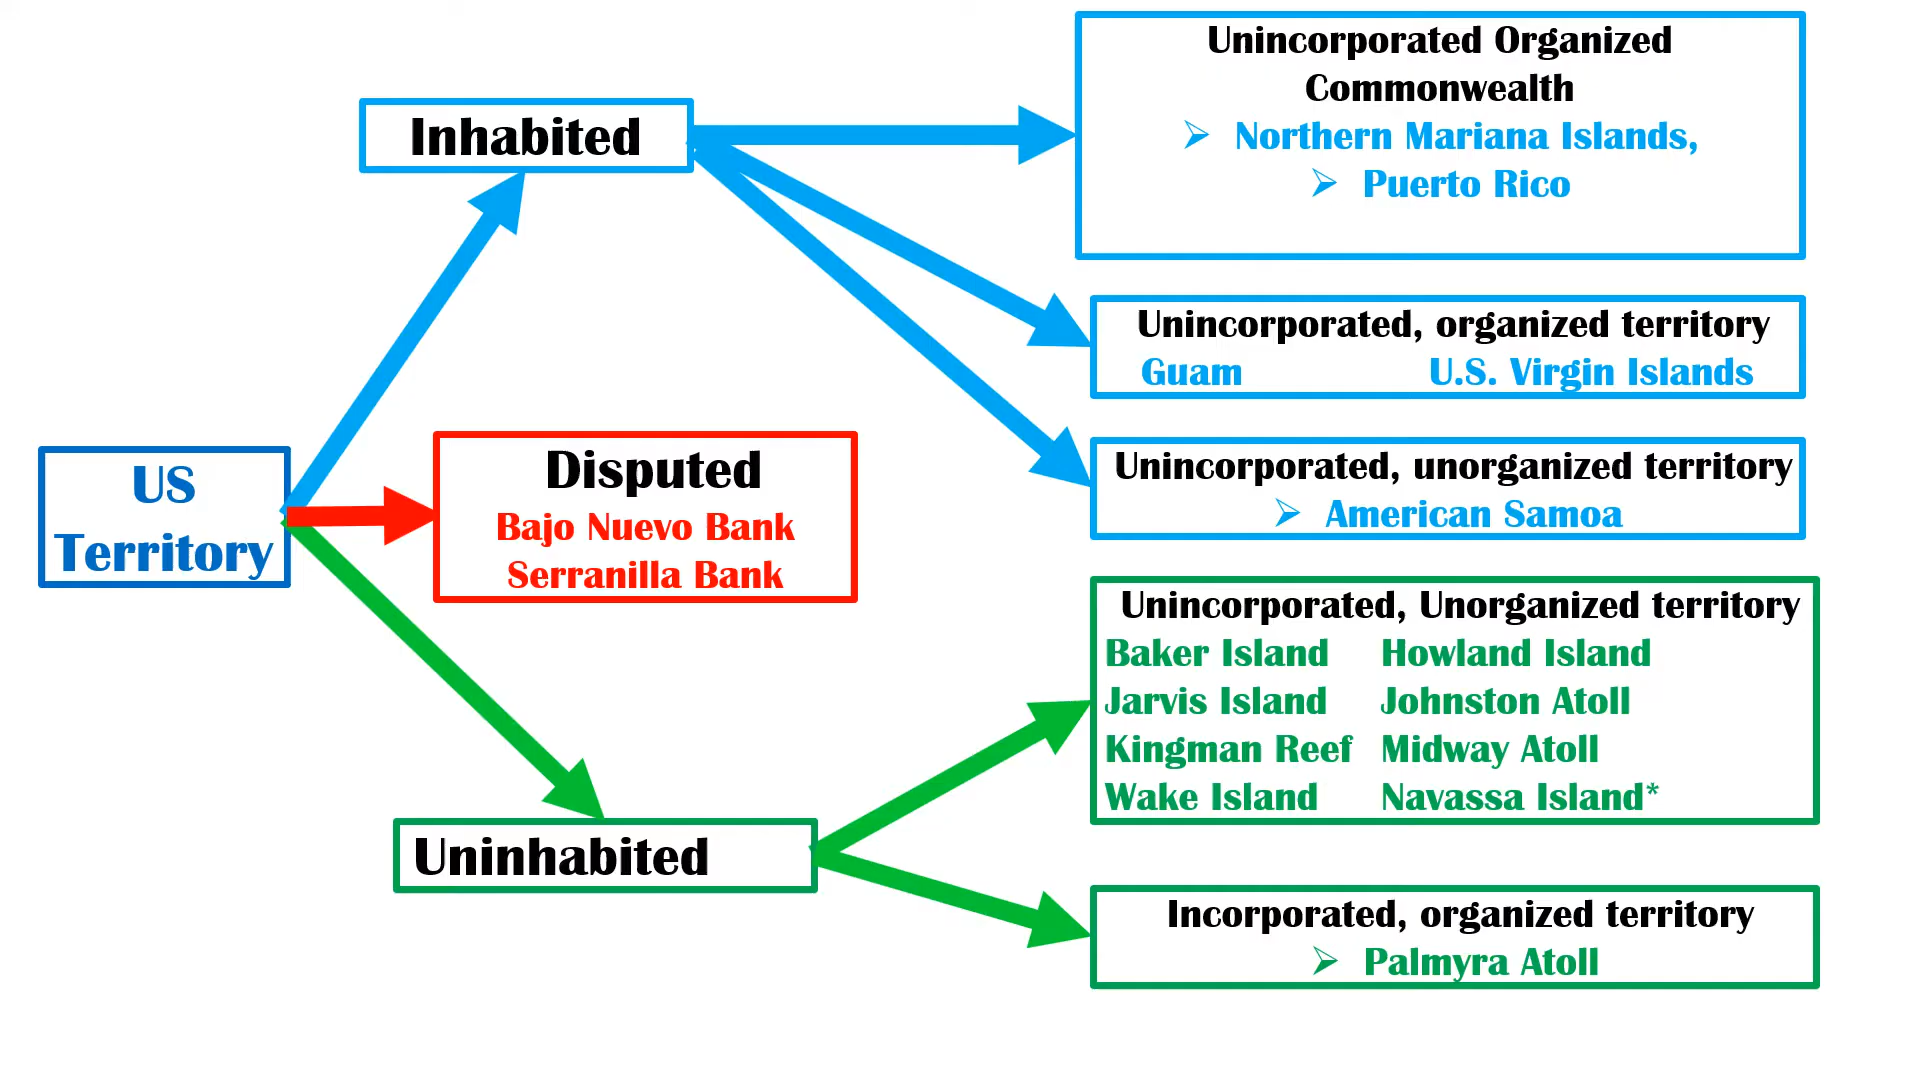 US
Territory
Inhabited
Unincorporated Organized
Commonwealth
➢ Northern Mariana Islands,
➢ Puerto Rico
Unincorporated, organized territory
Guam U.S. Virgin Islands
Unincorporated, unorganized territory
➢ American Samoa
Disputed
Bajo Nuevo Bank
Serranilla Bank
Uninhabited
Unincorporated, Unorganized territory
Baker Island Howland Island
Jarvis Island Johnston Atoll
Kingman Reef Midway Atoll
Wake Island Navassa Island*
Incorporated, organized territory
➢ Palmyra Atoll